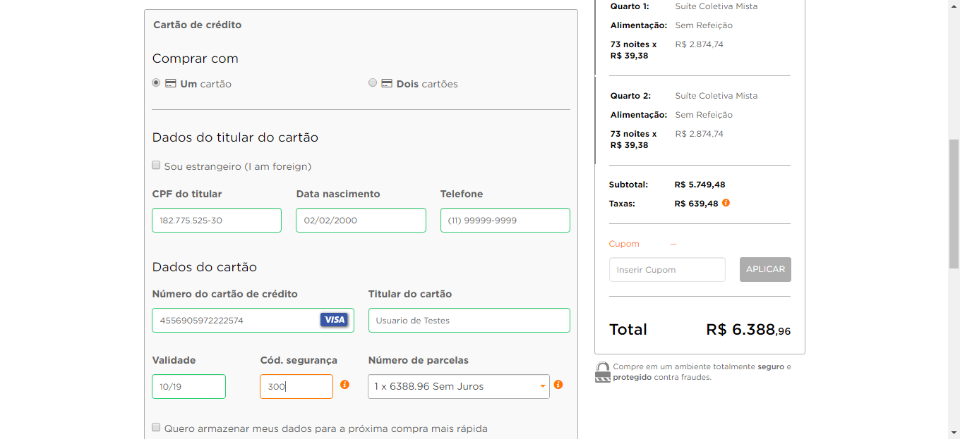 Cartão de crédito
Comprar com
Um cartão
Dois cartões
Dados do titular do cartão
Sou estrangeiro (I am foreign)
CPF do titular
Data nascimento
Telefone
182.775.525-30
02/02/2000
(11) 99999-9999
Dados do cartão
Número do cartão de crédito
Titular do cartão
4556905972222574
VISA
Usuario de Testes
Validade
Cód. segurança
Número de parcelas
10/19
300
1 x 6388.96 Sem Juros
Quero armazenar meus dados para a próxima compra mais rápida
Quarto 1: Suíte Coletiva Mista
Alimentação: Sem Refeição
73 noites x R$ 2.874,74
R$ 39,38
Quarto 2: Suíte Coletiva Mista
Alimentação: Sem Refeição
73 noites x R$ 2.874,74
R$ 39,38
Subtotal: R$ 5.749,48
Taxas: R$ 639,48
Cupom --
Inserir Cupom
APLICAR
Total R$ 6.388,96
Compre em um ambiente totalmente seguro e
protegido contra fraudes.